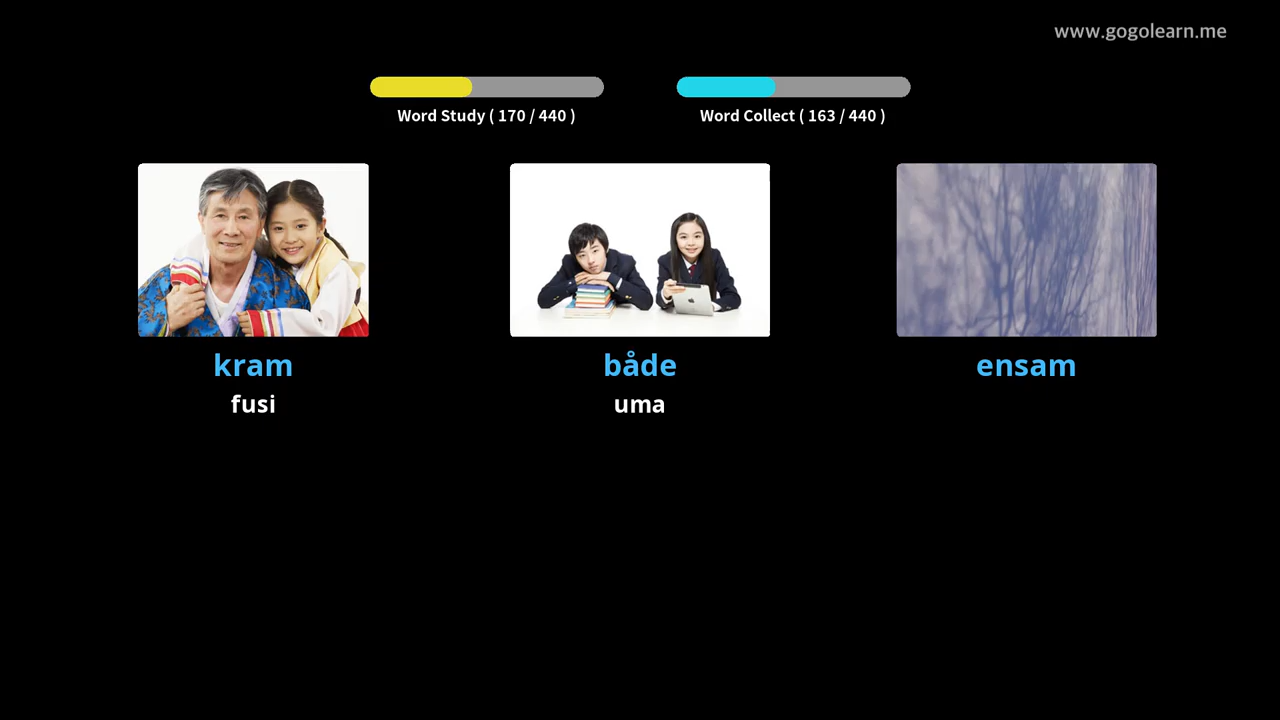 www.gogolearn.me
Word Study ( 170 / 440 )
Word Collect ( 163 / 440 )
kram
fusi
både
uma
ensam